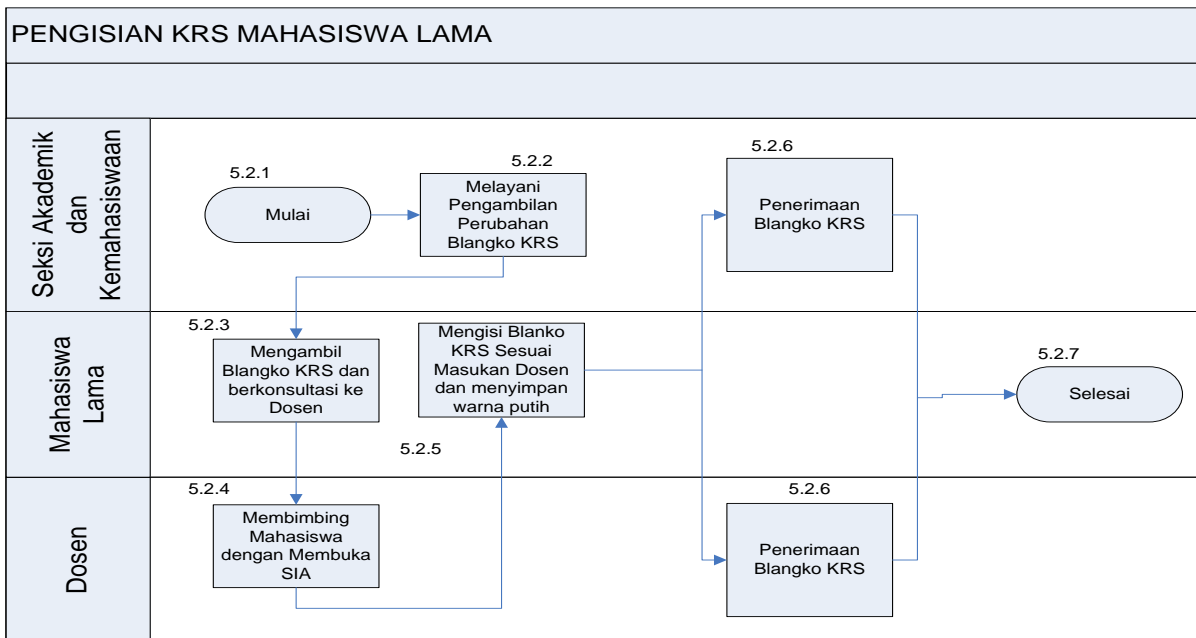 PENGISIAN KRS MAHASISWA LAMA
Seksi Akademik
dan
Kemahasiswaan
5.2.1
Mulai
5.2.2
Melayani
Pengambilan
Perubahan
Blangko KRS
5.2.6
Penerimaan
Blangko KRS
Mahasiswa
Lama
5.2.3
Mengambil
Blangko KRS dan
berkonsultasi ke
Dosen
5.2.5
Mengisi Blanko
KRS Sesuai
Masukan Dosen
dan menyimpan
warna putih
5.2.7
Selesai
Dosen
5.2.4
Membimbing
Mahasiswa
dengan Membuka
SIA
5.2.6
Penerimaan
Blangko KRS